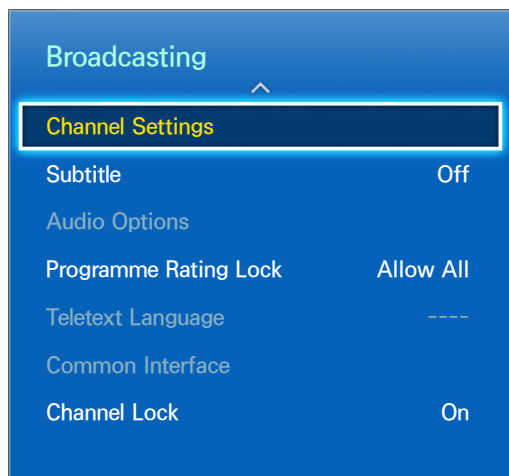 Broadcasting
Channel Settings
Subtitle Off
Audio Options
Programme Rating Lock Allow All
Teletext Language ----
Common Interface
Channel Lock On